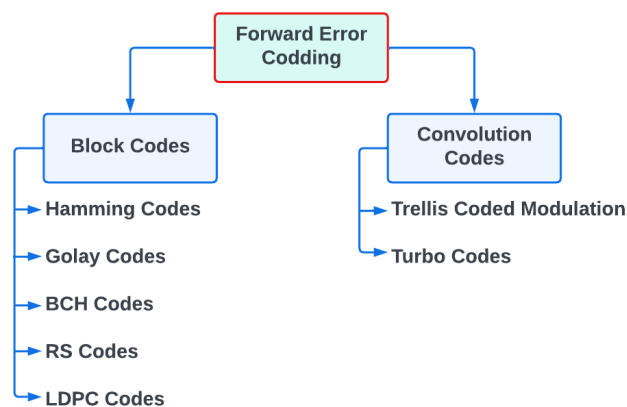 Forward Error
Codding
Block Codes
Convolution
Codes
Hamming Codes
Golay Codes
BCH Codes
RS Codes
LDPC Codes
Trellis Coded Modulation
Turbo Codes